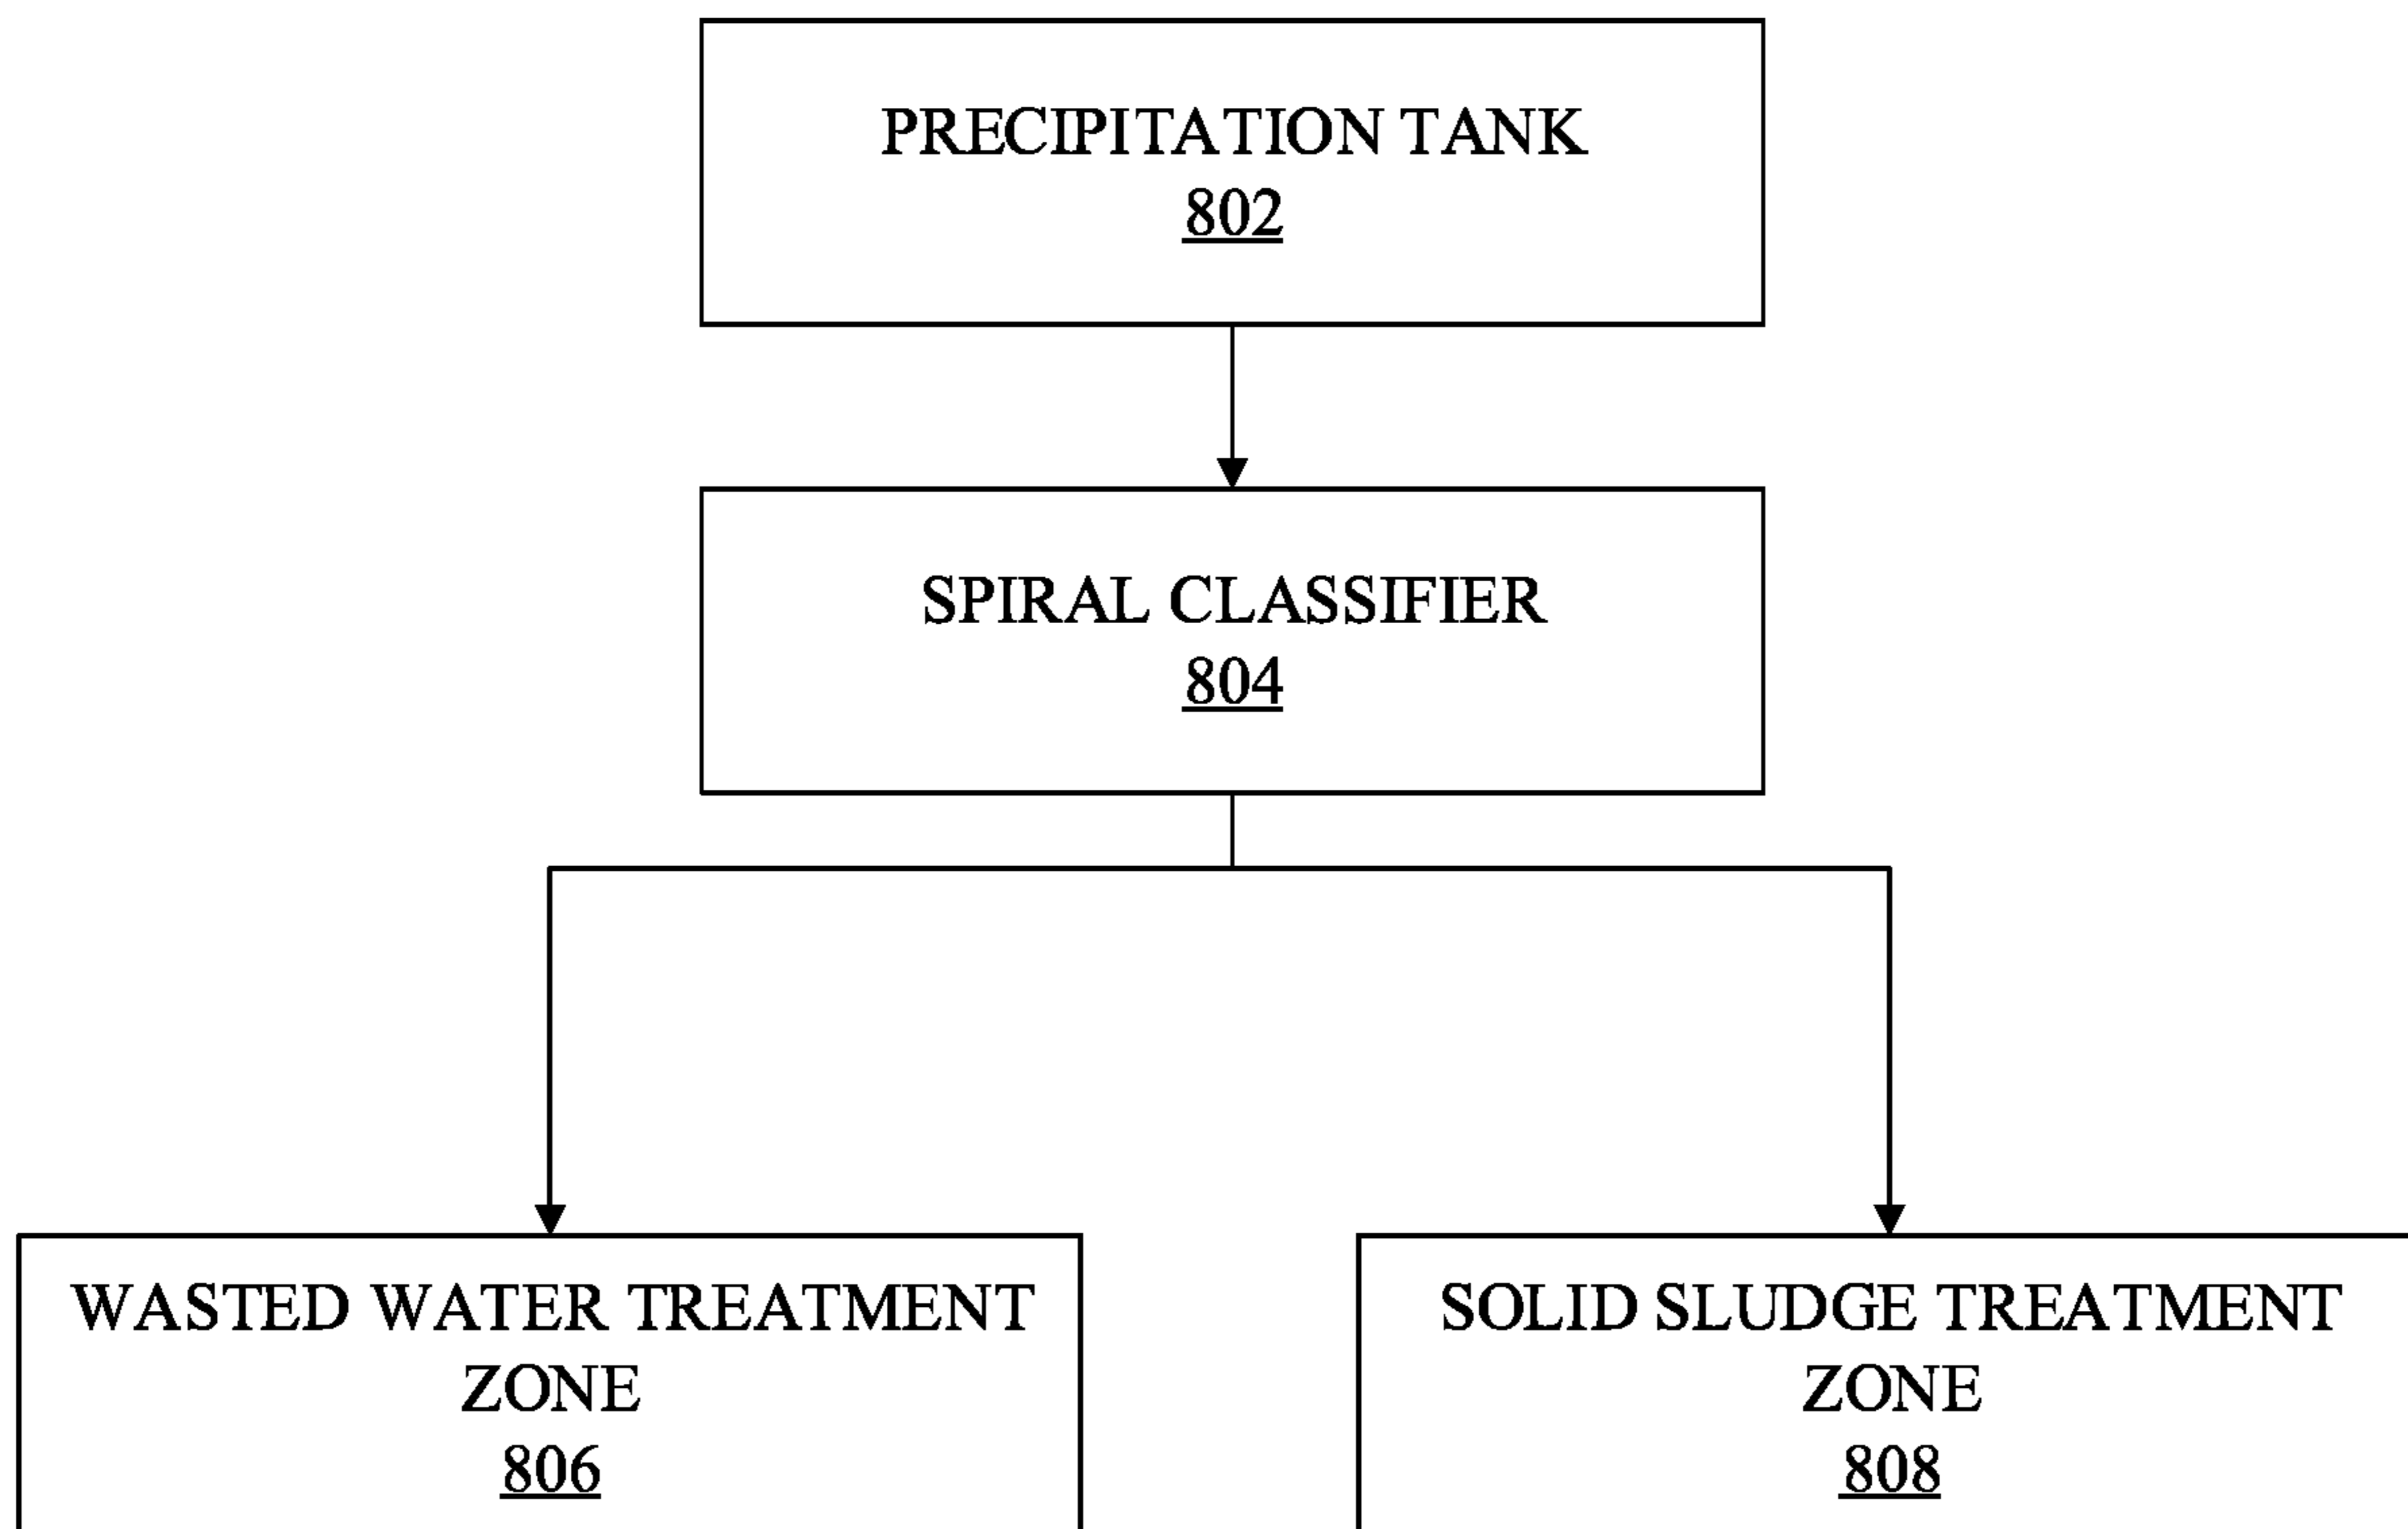 PRECIPITATION TANK
802
SPIRAL CLASSIFIER
804
WASTED WATER TREATMENT
ZONE
806
SOLID SLUDGE TREATMENT
ZONE
808